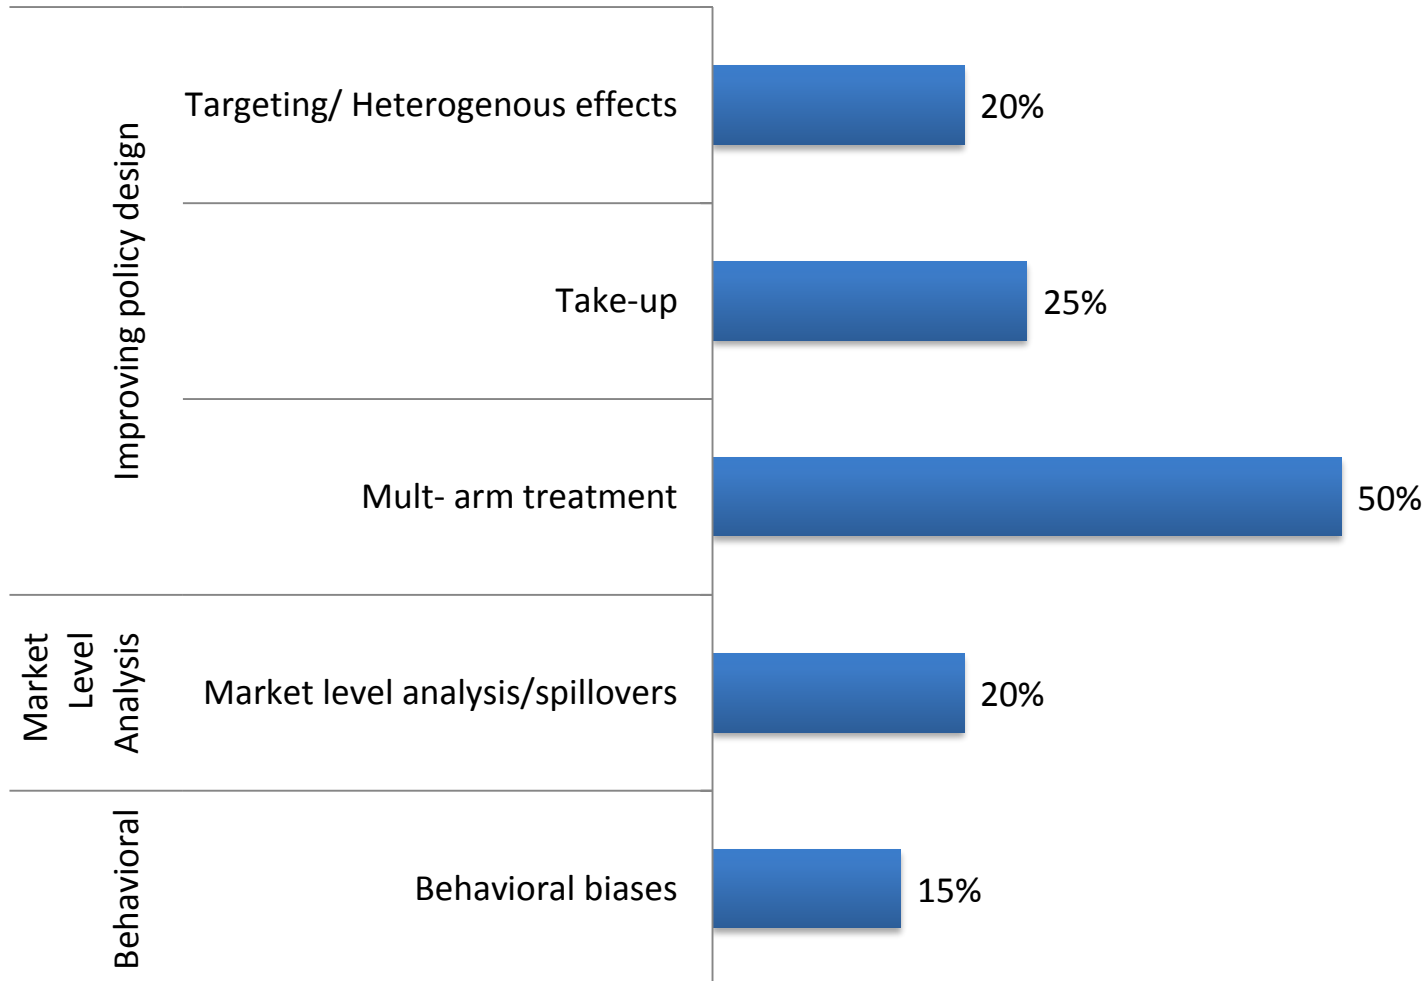 Improving policy design
Targeting/ Heterogenous effects
20%
Take-up
25%
Mult- arm treatment
50%
Market
Level
Analysis
Market level analysis/spillovers
20%
Behavioral
Behavioral biases
15%